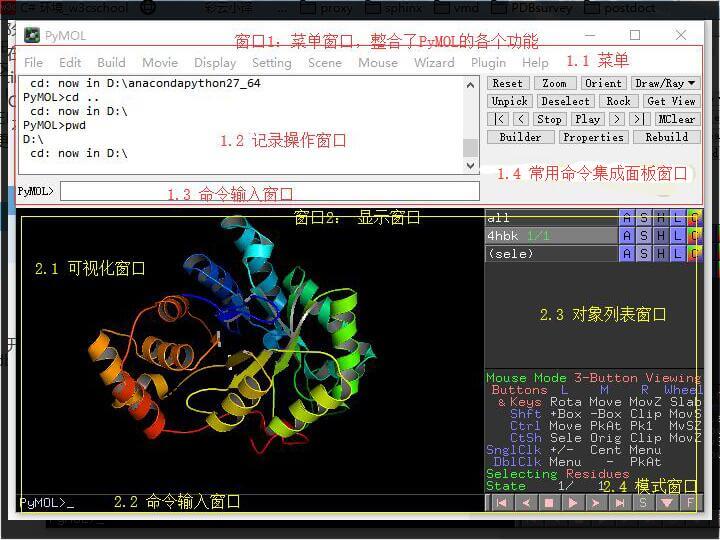 C# 环境_w3cschool
彩云小译
proxy
sphinx
vmd
PDBsurvey
postdoct
PyMOL
窗口1: 菜单窗口，整合了PyMOL的各个功能
File Edit Build Movie Display Setting Scene Mouse Wizard Plugin Help
1.1 菜单
cd: now in D:\anacondapython27_64
PyMOL>cd ..
cd: now in D:\
PyMOL>pwd
D:\
cd: now in D:\
1.2 记录操作窗口
Reset Zoom Orient Draw/Ray
Unpick Deselect Rock Get View
|< < Stop Play > >| MClear
Builder Properties Rebuild
1.4 常用命令集成面板窗口
PyMOL>
1.3 命令输入窗口
窗口2: 显示窗口
all A S H L C
4hbk 1/1 A S H L C
(sele) A S H L C
2.1 可视化窗口
2.3 对象列表窗口
Mouse Mode 3-Button Viewing
Buttons L M R Wheel
& Keys Rota Move MovZ Slab
Shft +Box -Box Clip MovS
Ctrl Move PkAt Pk1 MvSZ
CtSh Sele Orig Clip MovZ
SnglClk +/- Cent Menu
DblClk Menu - PkAt
Selecting Residues
State 1/ 1
2.4 模式窗口
PyMOL>_
2.2 命令输入窗口
S F